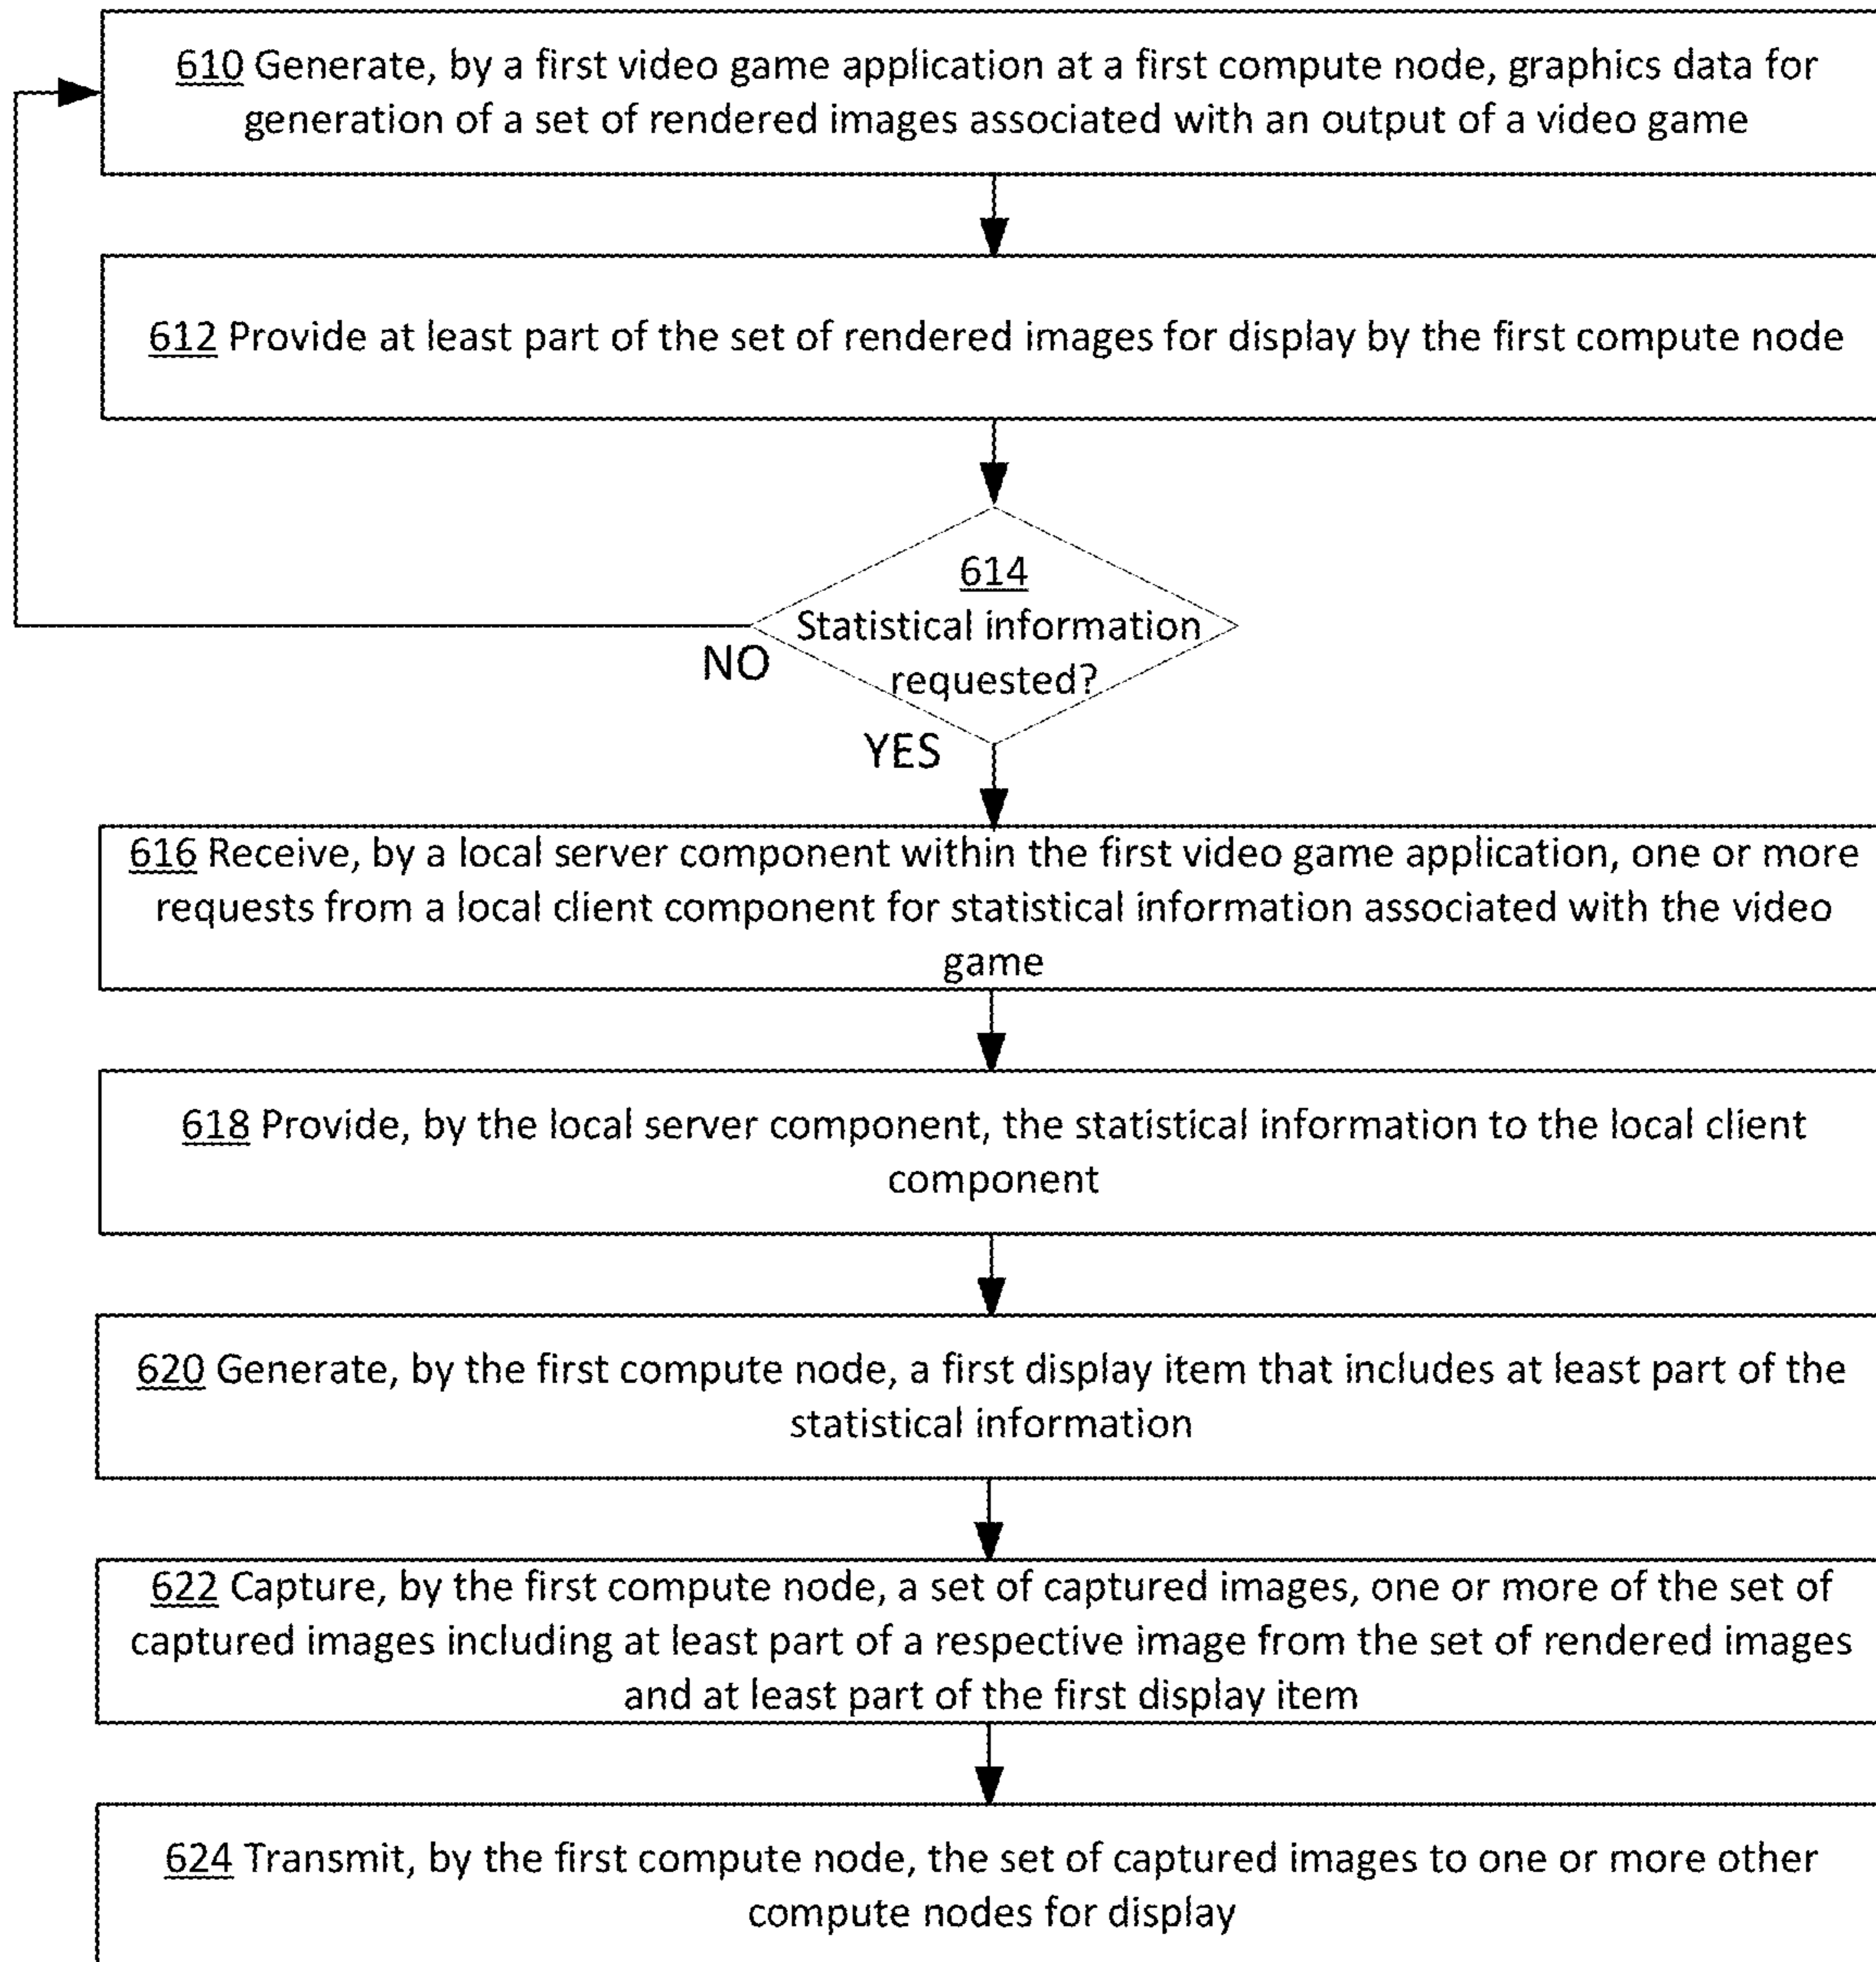 610 Generate, by a first video game application at a first compute node, graphics data for
generation of a set of rendered images associated with an output of a video game
612 Provide at least part of the set of rendered images for display by the first compute node
614
Statistical information
requested?
NO
YES
616 Receive, by a local server component within the first video game application, one or more
requests from a local client component for statistical information associated with the video
game
618 Provide, by the local server component, the statistical information to the local client
component
620 Generate, by the first compute node, a first display item that includes at least part of the
statistical information
622 Capture, by the first compute node, a set of captured images, one or more of the set of
captured images including at least part of a respective image from the set of rendered images
and at least part of the first display item
624 Transmit, by the first compute node, the set of captured images to one or more other
compute nodes for display